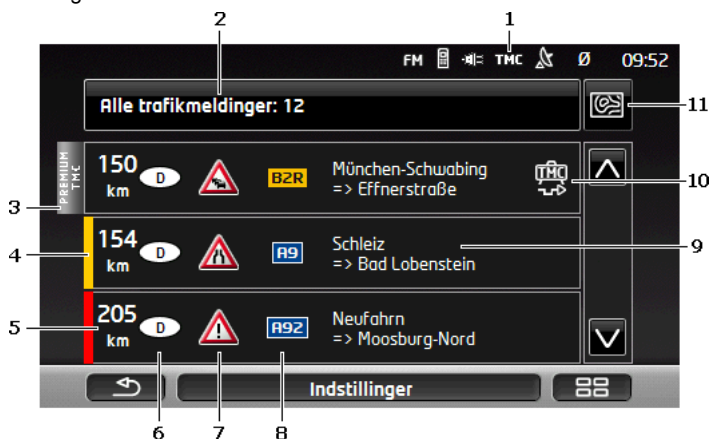 1
2
FM TMC Ø 09:52
Alle trafikmeldinger: 12
11
PREMIUM
TMC
150
km
D
B2R
München-Schwabing
=> Effnerstraße
TMC
10
3
154
km
D
A9
Schleiz
=> Bad Lobenstein
9
4
205
km
D
A92
Neufahrn
=> Moosburg-Nord
5
Indstillinger
6 7 8